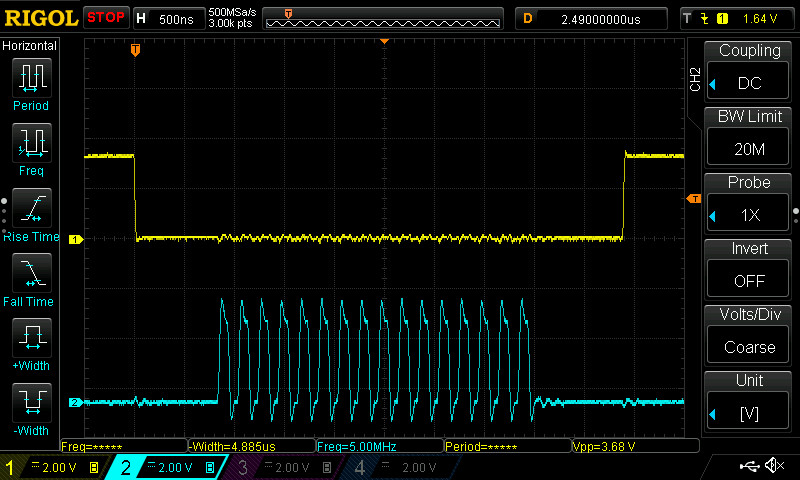 RIGOL STOP H 500ns 500MSa/s 3.00k pts T D 2.49000000us T 1 1.64 V
Horizontal
Period
Freq
Rise Time
Fall Time
+Width
-Width
T
1
2
T
CH2
Coupling
DC
BW Limit
20M
Probe
1X
Invert
OFF
Volts/Div
Coarse
Unit
[V]
Freq=***** -Width=4.885us Freq=5.00MHz Period=***** Vpp=3.68 V
1 2.00 V B 2 2.00 V B 3 2.00 V B 4 2.00 V